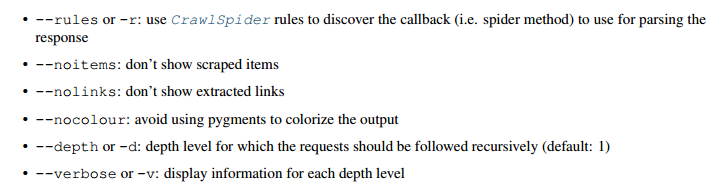 • --rules or -r: use CrawlSpider rules to discover the callback (i.e. spider method) to use for parsing the
response
• --noitems: don't show scraped items
• --nolinks: don't show extracted links
• --nocolour: avoid using pygments to colorize the output
• --depth or -d: depth level for which the requests should be followed recursively (default: 1)
• --verbose or -v: display information for each depth level